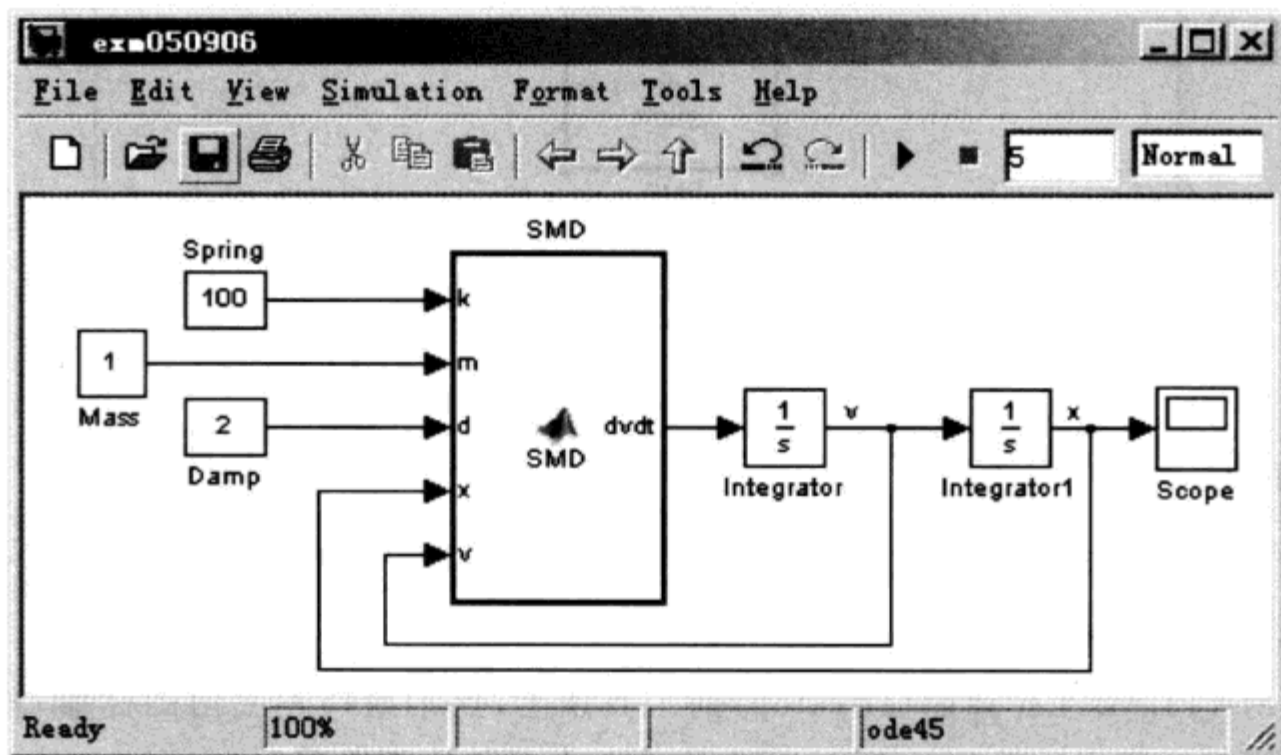 exm050906
File Edit View Simulation Format Tools Help
5 Normal
SMD
Spring
100
k
1
m
Mass
2
d
Damp
SMD
dvdt
x
v
1
s
Integrator
v
1
s
Integrator1
x
Scope
Ready 100% ode45